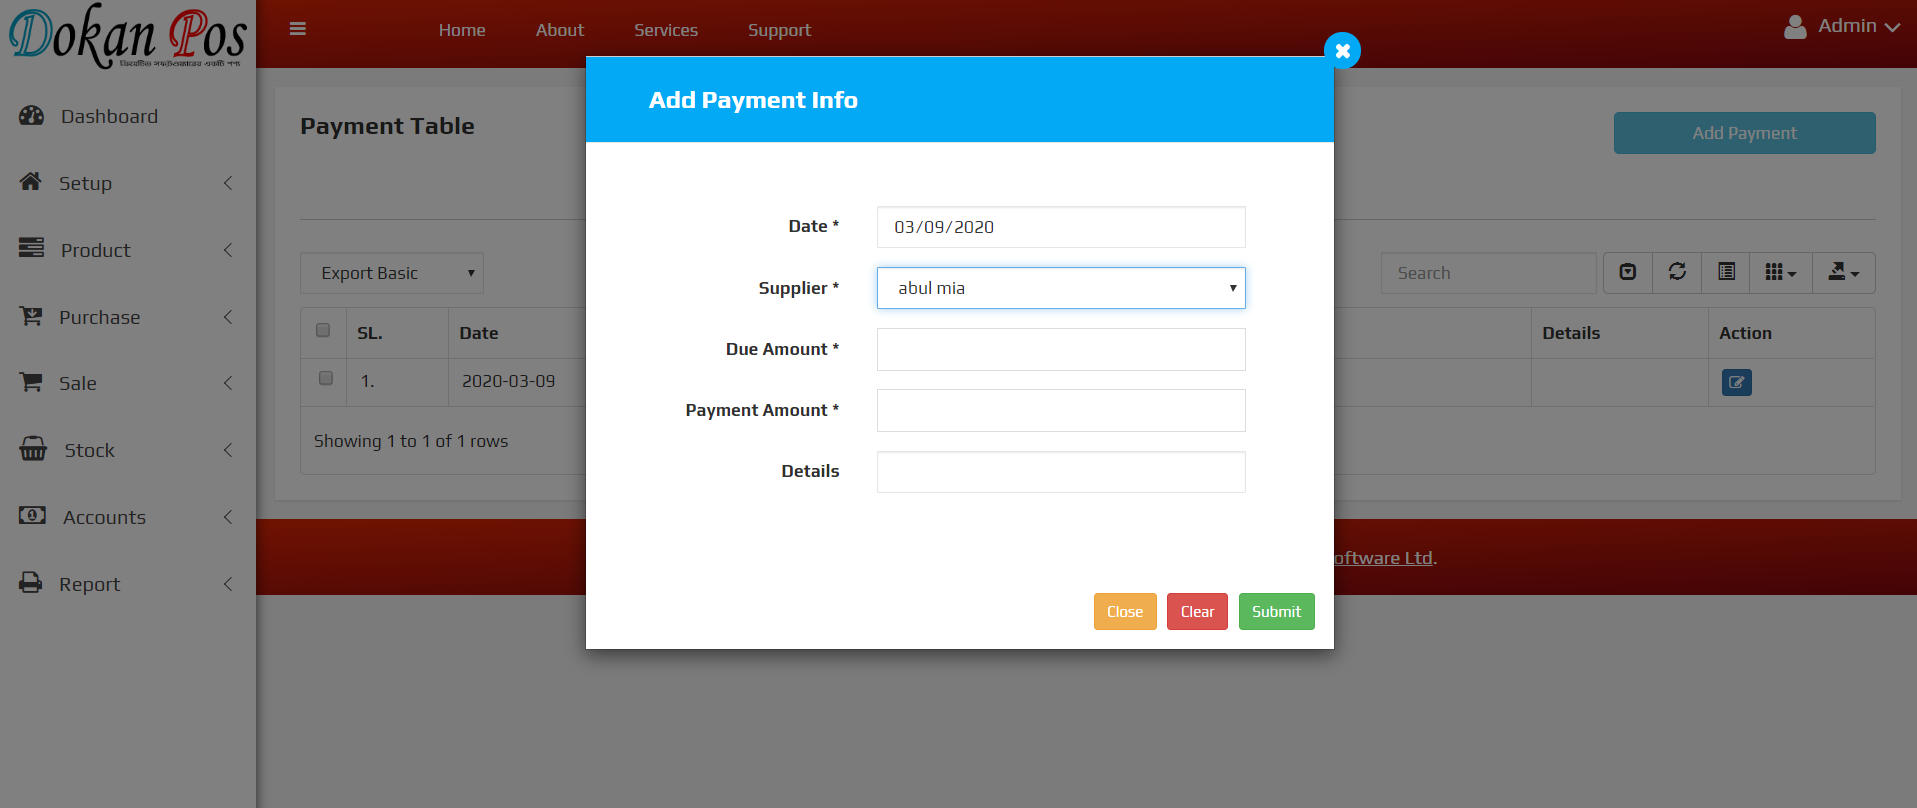 Dokan Pos
Home
About
Services
Support
Admin
Dashboard
Setup
Product
Purchase
Sale
Stock
Accounts
Report
Payment Table
Add Payment
Export Basic
Search
SL.
Date
Details
Action
1.
2020-03-09
Showing 1 to 1 of 1 rows
oftware Ltd.
Add Payment Info
Date *
03/09/2020
Supplier *
abul mia
Due Amount *
Payment Amount *
Details
Close
Clear
Submit